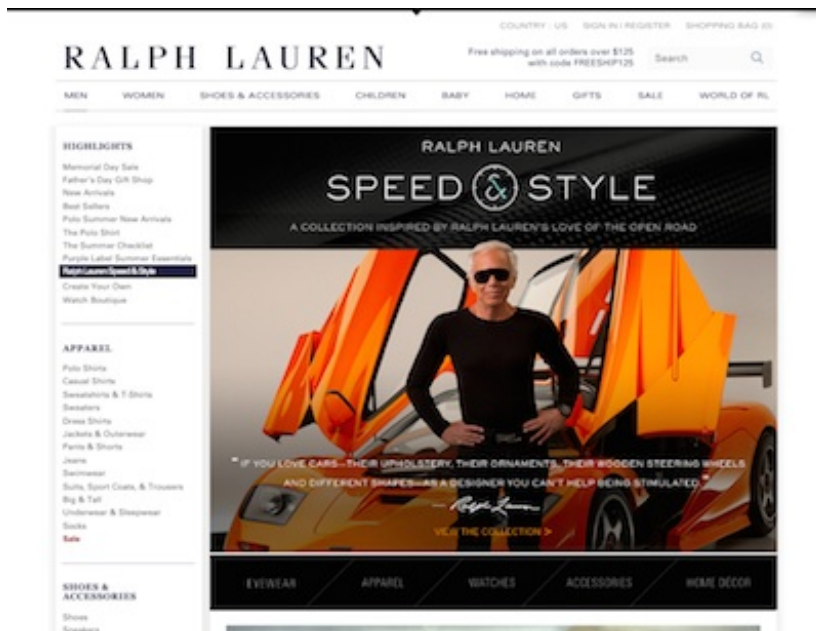 COUNTRY: US SIGN IN / REGISTER SHOPPING BAG (0)
RALPH LAUREN
Free shipping on all orders over $125
with code FREESHIP125
Search
MEN WOMEN SHOES & ACCESSORIES CHILDREN BABY HOME GIFTS SALE WORLD OF RL
HIGHLIGHTS
Memorial Day Sale
Father's Day Gift Shop
New Arrivals
Best Sellers
Polo Summer New Arrivals
The Polo Shirt
The Summer Checklist
Purple Label Summer Essentials
Ralph Lauren Speed & Style
Create Your Own
Watch Boutique
APPAREL
Polo Shirts
Casual Shirts
Sweatshirts & T-Shirts
Sweaters
Dress Shirts
Jackets & Outerwear
Pants & Shorts
Jeans
Swimwear
Suits, Sport Coats, & Trousers
Big & Tall
Underwear & Sleepwear
Socks
Sale
SHOES &
ACCESSORIES
Shoes
Sneakers
RALPH LAUREN
SPEED & STYLE
A COLLECTION INSPIRED BY RALPH LAUREN'S LOVE OF THE OPEN ROAD
"IF YOU LOVE CARS—THEIR UPHOLSTERY, THEIR ORNAMENTS, THEIR WOODEN STEERING WHEELS
AND DIFFERENT SHAPES—AS A DESIGNER YOU CAN'T HELP BEING STIMULATED."
— Ralph Lauren
VIEW THE COLLECTION >
EYEWEAR APPAREL WATCHES ACCESSORIES HOME DÉCOR